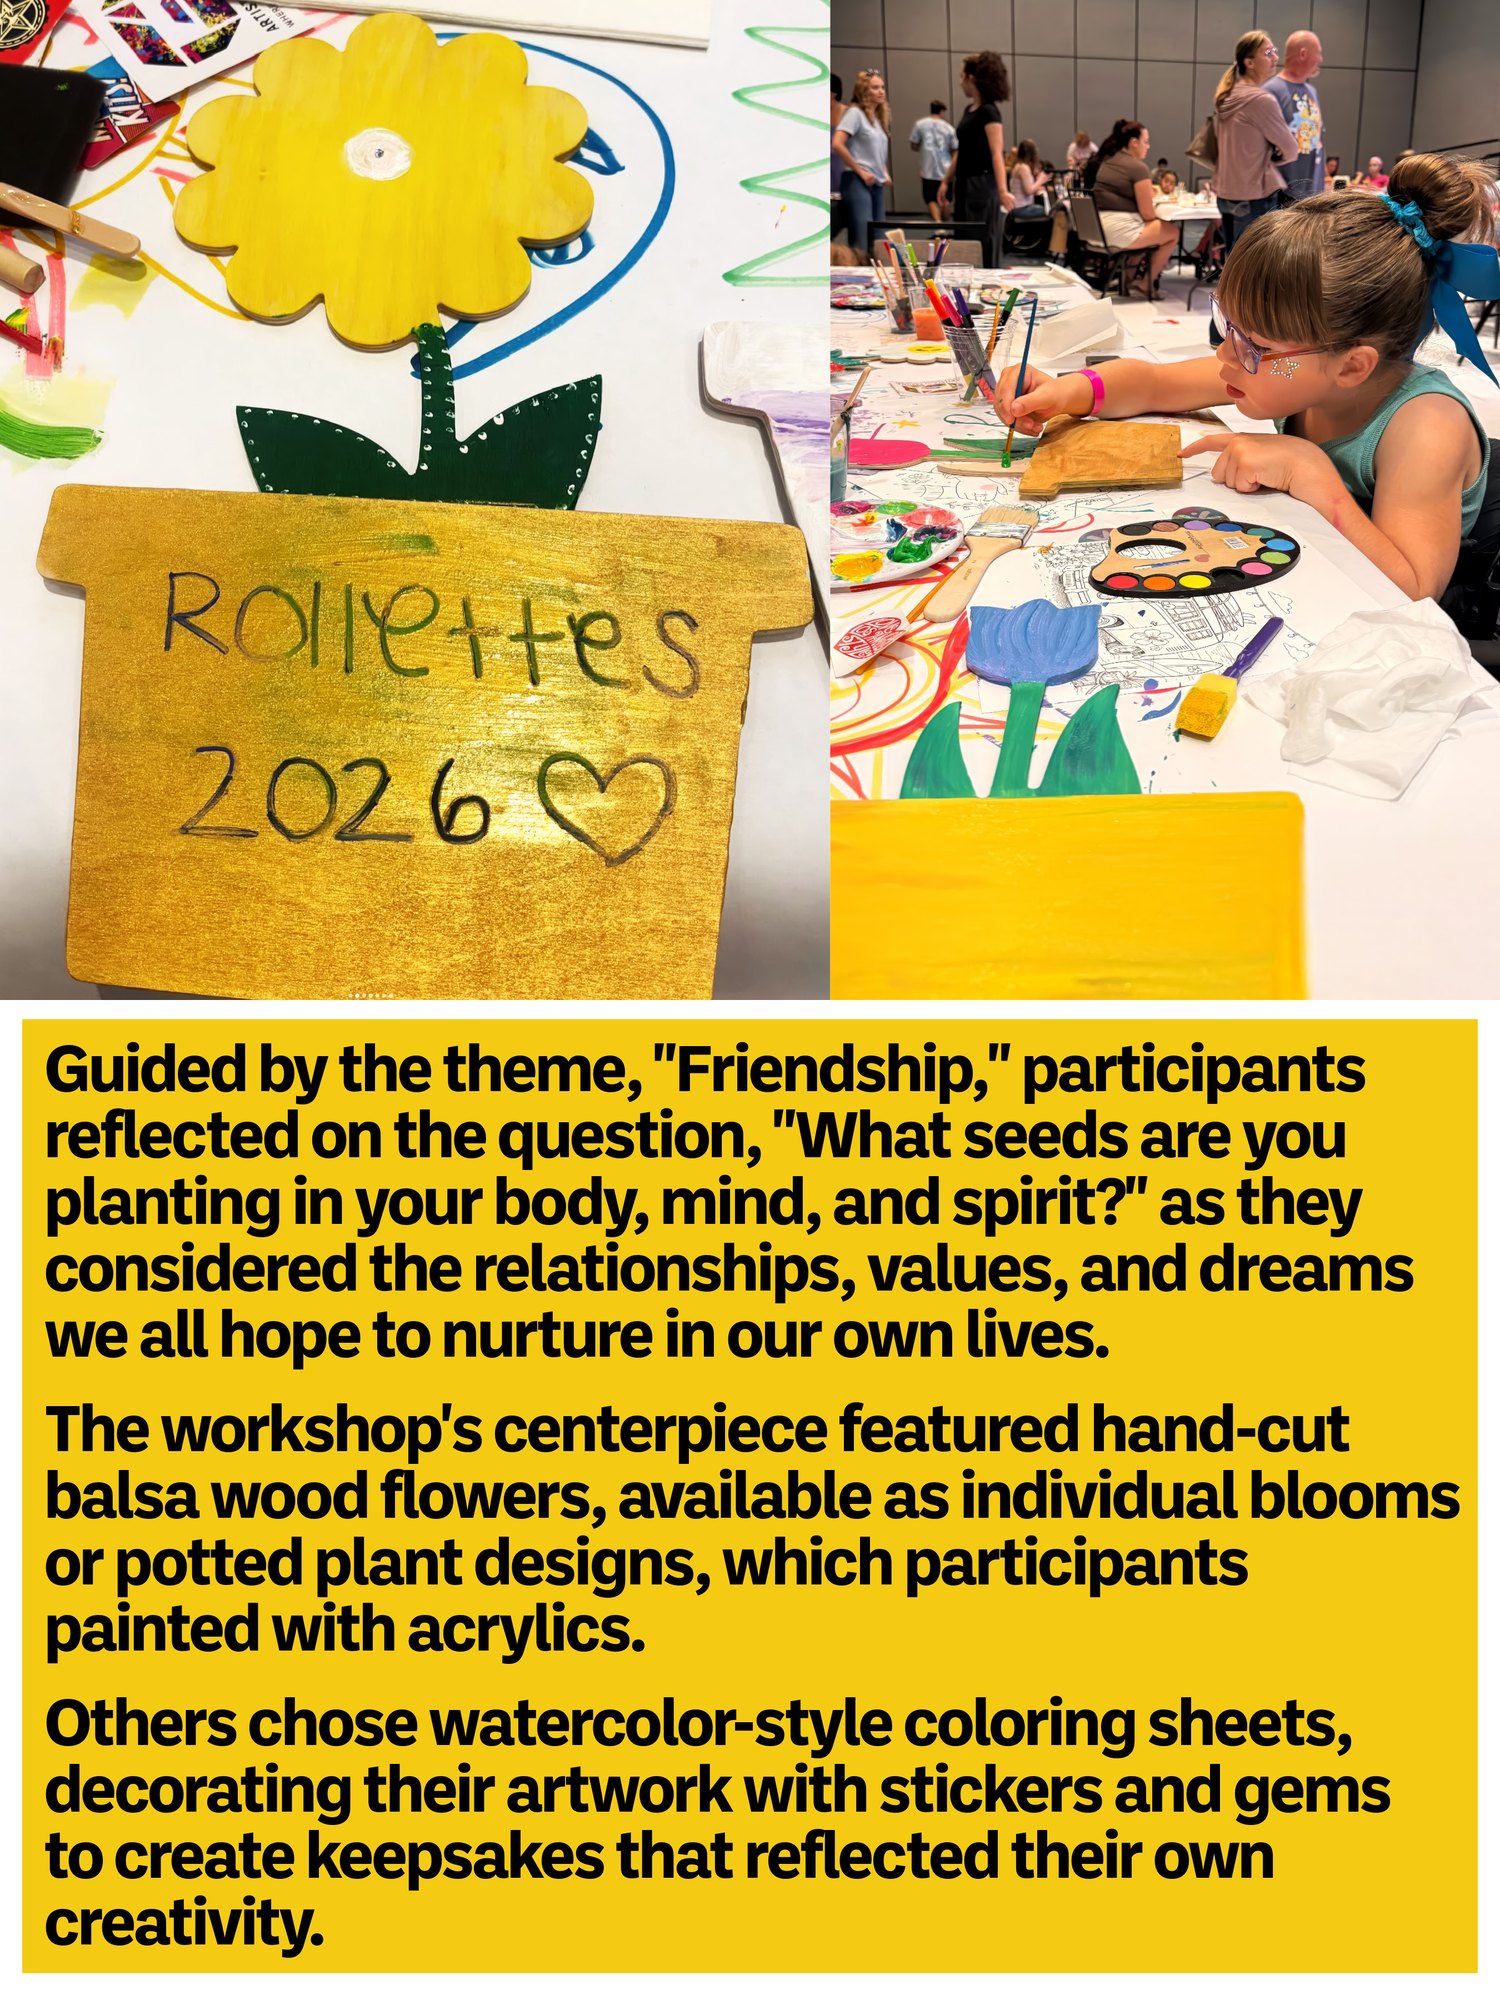 ARTIS
WHER
Rollettes
2026
Guided by the theme, "Friendship," participants
reflected on the question, "What seeds are you
planting in your body, mind, and spirit?" as they
considered the relationships, values, and dreams
we all hope to nurture in our own lives.
The workshop's centerpiece featured hand-cut
balsa wood flowers, available as individual blooms
or potted plant designs, which participants
painted with acrylics.
Others chose watercolor-style coloring sheets,
decorating their artwork with stickers and gems
to create keepsakes that reflected their own
creativity.